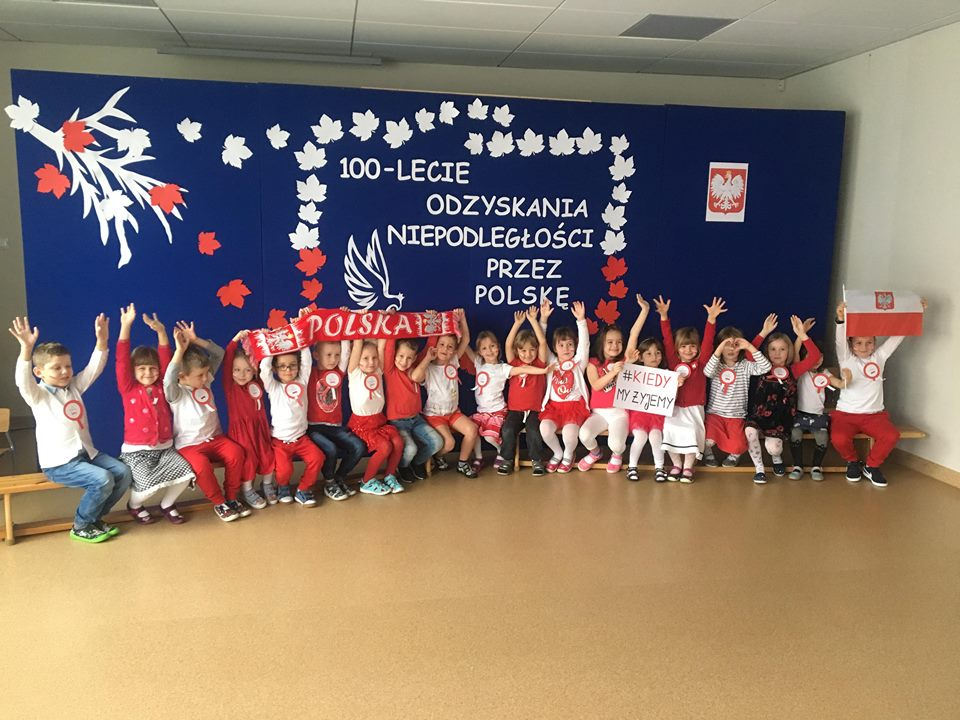 100-LECIE
ODZYSKANIA
NIEPODLEGŁOŚCI
PRZEZ
POLSKĘ
POLSKA
#KIEDY
MY ŻYJEMY